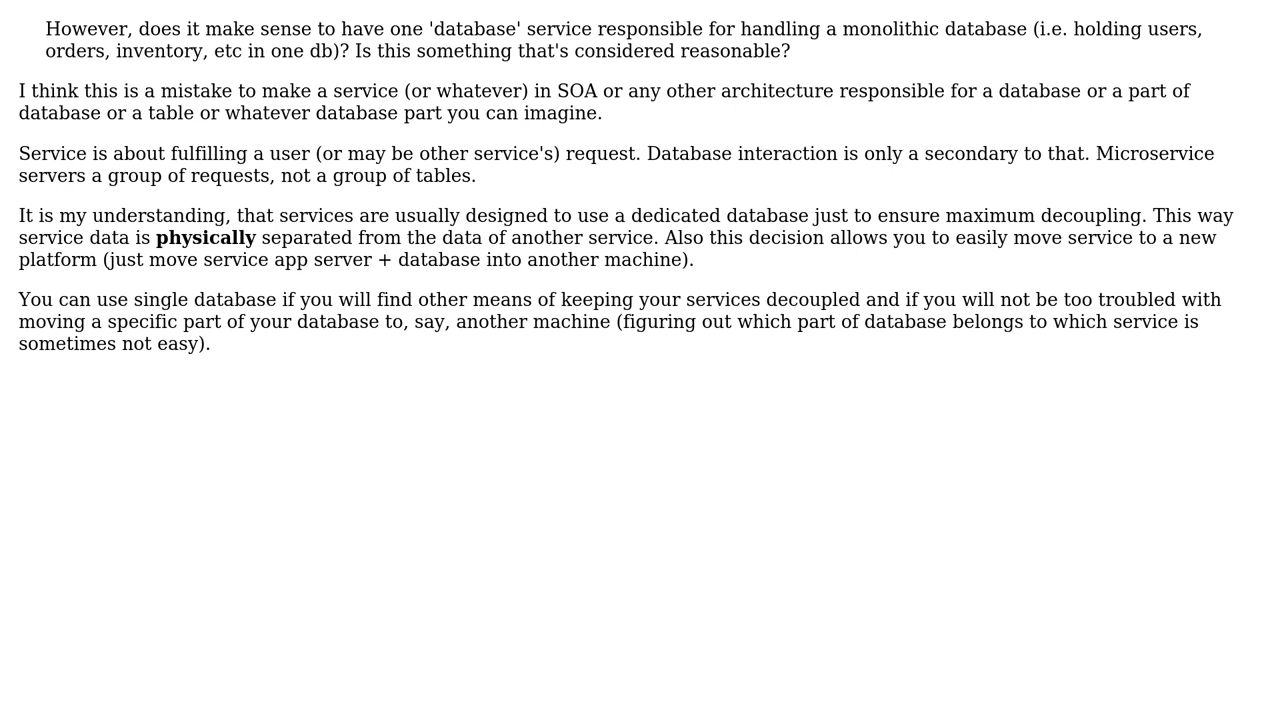 However, does it make sense to have one 'database' service responsible for handling a monolithic database (i.e. holding users,
orders, inventory, etc in one db)? Is this something that's considered reasonable?
I think this is a mistake to make a service (or whatever) in SOA or any other architecture responsible for a database or a part of
database or a table or whatever database part you can imagine.
Service is about fulfilling a user (or may be other service's) request. Database interaction is only a secondary to that. Microservice
servers a group of requests, not a group of tables.
It is my understanding, that services are usually designed to use a dedicated database just to ensure maximum decoupling. This way
service data is physically separated from the data of another service. Also this decision allows you to easily move service to a new
platform (just move service app server + database into another machine).
You can use single database if you will find other means of keeping your services decoupled and if you will not be too troubled with
moving a specific part of your database to, say, another machine (figuring out which part of database belongs to which service is
sometimes not easy).